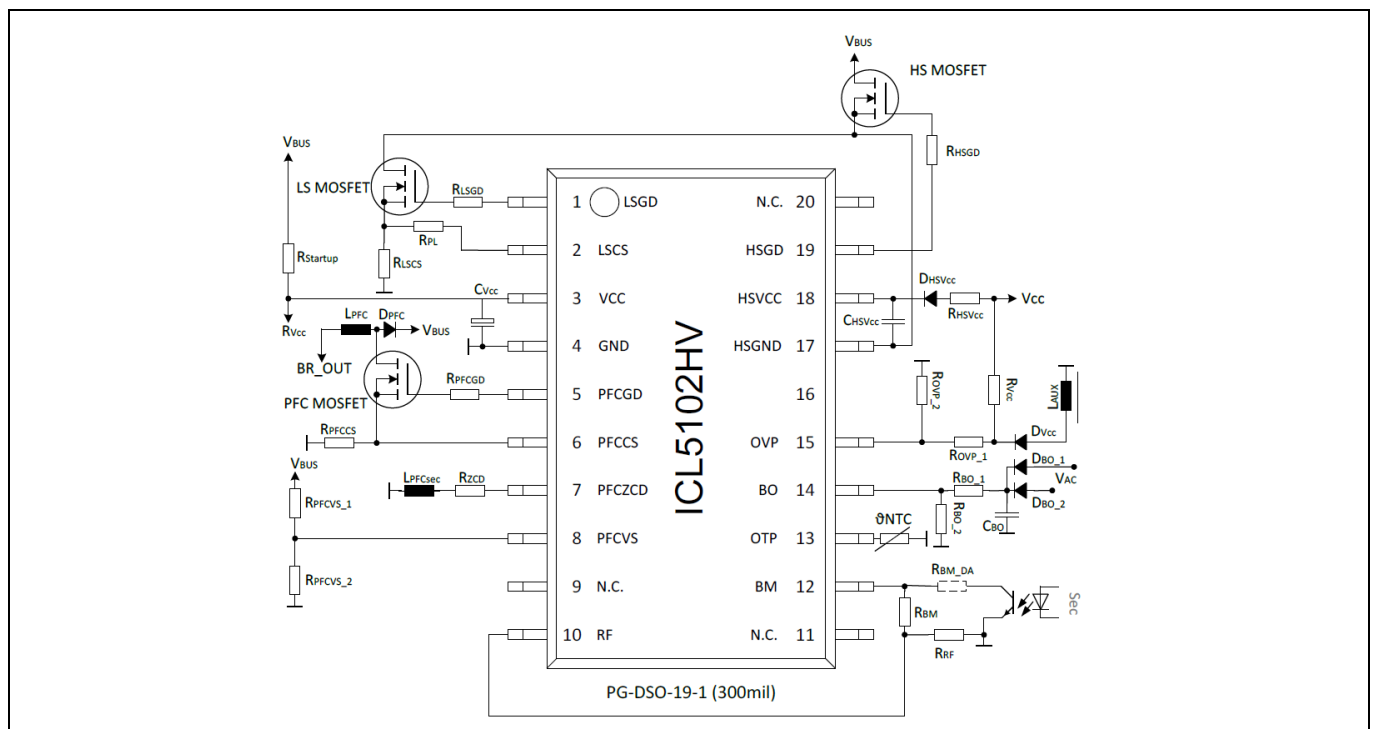 VBUS
HS MOSFET
RHSGD
VBUS
LS MOSFET
RLSGD
RPL
RStartup
RLSCS
CVcc
RVcc
LPFC
DPFC
VBUS
BR_OUT
RPFCGD
PFC MOSFET
RPFCCS
VBUS
LPFCsec
RZCD
RPFCVS_1
RPFCVS_2
1 LSGD
2 LSCS
3 VCC
4 GND
5 PFCGD
6 PFCCS
7 PFCZCD
8 PFCVS
9 N.C.
10 RF
ICL5102HV
N.C. 20
HSGD 19
HSVCC 18
HSGND 17
16
OVP 15
BO 14
OTP 13
BM 12
N.C. 11
DHSVcc
Vcc
RHSVcc
CHSVcc
ROVP_2
RVcc
LAUX
DVcc
ROVP_1
DBO_1
RBO_1
VAC
DBO_2
CBO
RBO_2
ϑNTC
RBM_DA
RBM
Sec
RRF
PG-DSO-19-1 (300mil)